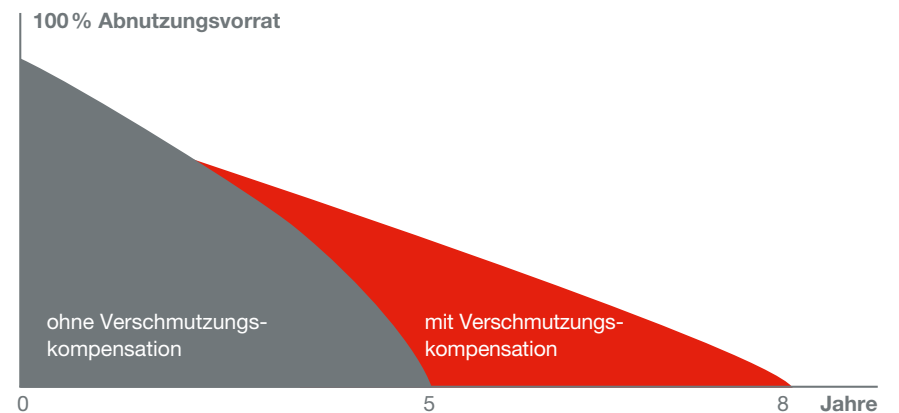 100 % Abnutzungsvorrat
ohne Verschmutzungs-
kompensation
mit Verschmutzungs-
kompensation
0
5
8
Jahre